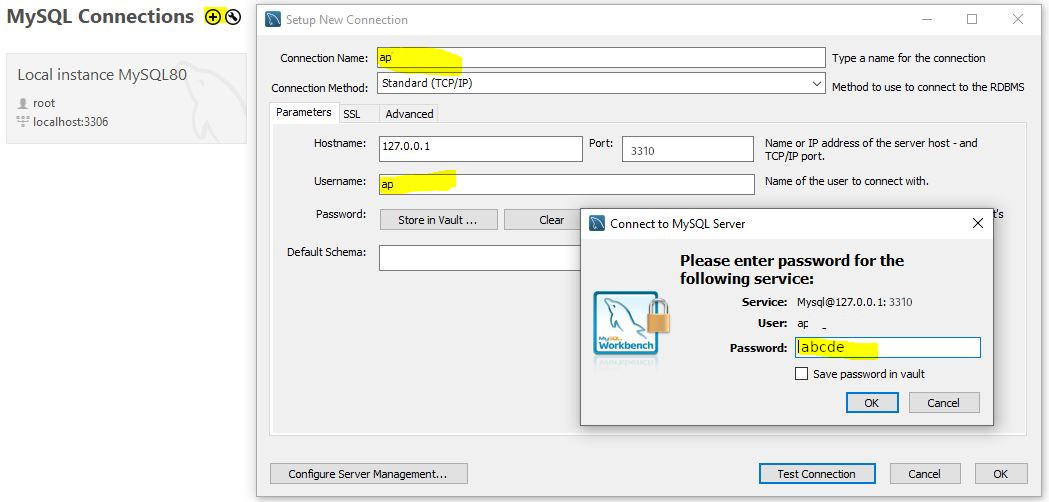 MySQL Connections
Local instance MySQL80
root
localhost:3306
Setup New Connection
Connection Name: ap Type a name for the connection
Connection Method: Standard (TCP/IP) Method to use to connect to the RDBMS
Parameters SSL Advanced
Hostname: 127.0.0.1 Port: 3310 Name or IP address of the server host - and
TCP/IP port.
Username: ap Name of the user to connect with.
Password: Store in Vault ... Clear
Default Schema:
Connect to MySQL Server
Please enter password for the
following service:
Service: Mysql@127.0.0.1: 3310
User: ap _
Password: abcde
Save password in vault
OK Cancel
MySQL
Workbench
Configure Server Management... Test Connection Cancel OK